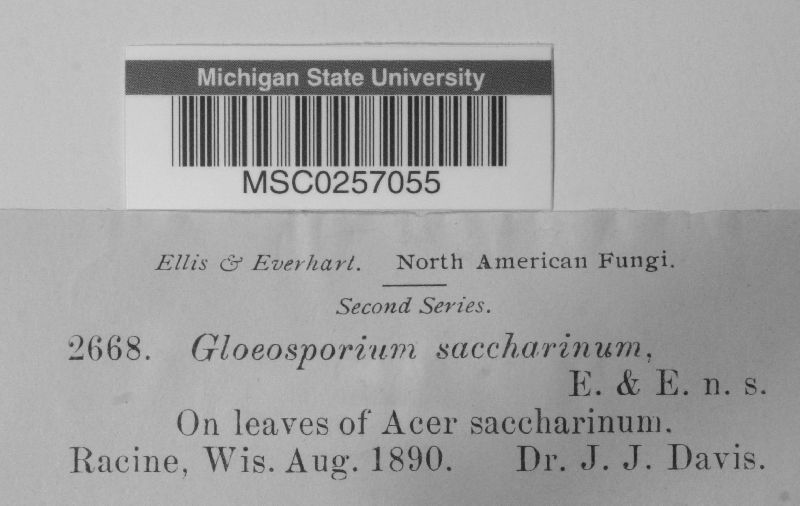 Michigan State University
MSC0257055
Ellis & Everhart. North American Fungi.
Second Series.
2668. Gloeosporium saccharinum,
E. & E. n. s.
On leaves of Acer saccharinum.
Racine, Wis. Aug. 1890. Dr. J. J. Davis.